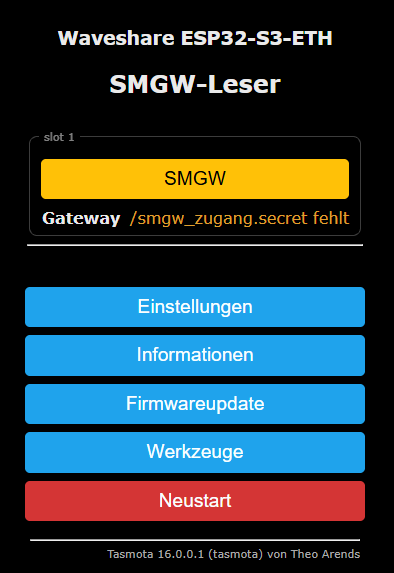 Waveshare ESP32-S3-ETH
SMGW-Leser
slot 1
SMGW
Gateway /smgw_zugang.secret fehlt
Einstellungen
Informationen
Firmwareupdate
Werkzeuge
Neustart
Tasmota 16.0.0.1 (tasmota) von Theo Arends